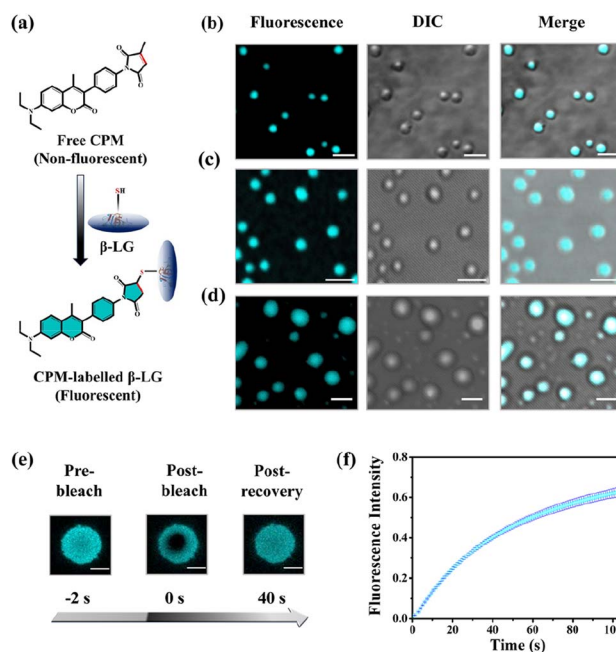 (a)
O
N
O
N
O
O
Free CPM
(Non-fluorescent)
SH
β-LG
S
O
N
O
N
O
O
CPM-labelled β-LG
(Fluorescent)
(b)
Fluorescence
DIC
Merge
(c)
(d)
(e)
Pre-
bleach
Post-
bleach
Post-
recovery
-2 s
0 s
40 s
(f)
Fluorescence Intensity
0.8
0.6
0.4
0.2
0.0
0
20
40
60
80
Time (s)